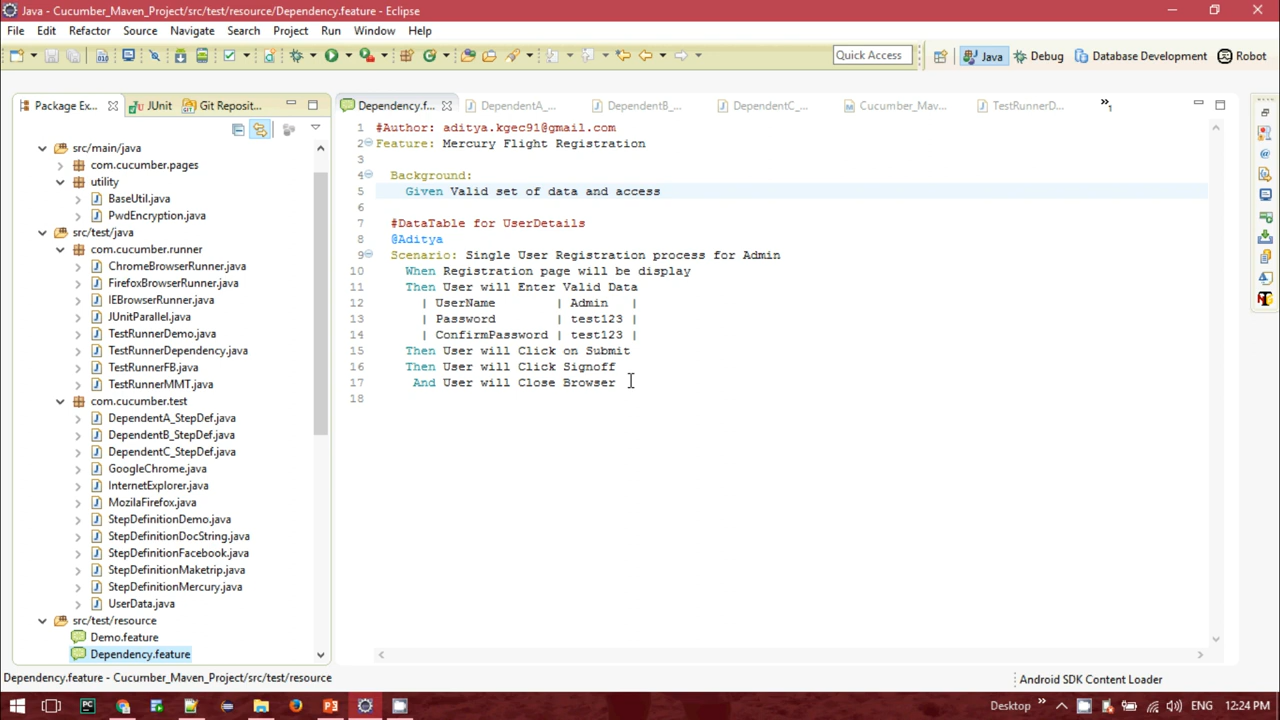 Java - Cucumber_Maven_Project/src/test/resource/Dependency.feature - Eclipse
File Edit Refactor Source Navigate Search Project Run Window Help
Quick Access
Java Debug Database Development Robot
Package Ex... JUnit Git Reposit...
Dependency.f... DependentA_... DependentB_... DependentC_... Cucumber_Mav... TestRunnerD... »1
src/main/java
com.cucumber.pages
utility
BaseUtil.java
PwdEncryption.java
src/test/java
com.cucumber.runner
ChromeBrowserRunner.java
FirefoxBrowserRunner.java
IEBrowserRunner.java
JUnitParallel.java
TestRunnerDemo.java
TestRunnerDependency.java
TestRunnerFB.java
TestRunnerMMT.java
com.cucumber.test
DependentA_StepDef.java
DependentB_StepDef.java
DependentC_StepDef.java
GoogleChrome.java
InternetExplorer.java
MozilaFirefox.java
StepDefinitionDemo.java
StepDefinitionDocString.java
StepDefinitionFacebook.java
StepDefinitionMaketrip.java
StepDefinitionMercury.java
UserData.java
src/test/resource
Demo.feature
Dependency.feature
1 #Author: aditya.kgec91@gmail.com
2 Feature: Mercury Flight Registration
3
4 Background:
5 Given Valid set of data and access
6
7 #DataTable for UserDetails
8 @Aditya
9 Scenario: Single User Registration process for Admin
10 When Registration page will be display
11 Then User will Enter Valid Data
12 | UserName | Admin |
13 | Password | test123 |
14 | ConfirmPassword | test123 |
15 Then User will Click on Submit
16 Then User will Click Signoff
17 And User will Close Browser
18
Dependency.feature - Cucumber_Maven_Project/src/test/resource
Android SDK Content Loader
Desktop » ENG 12:24 PM